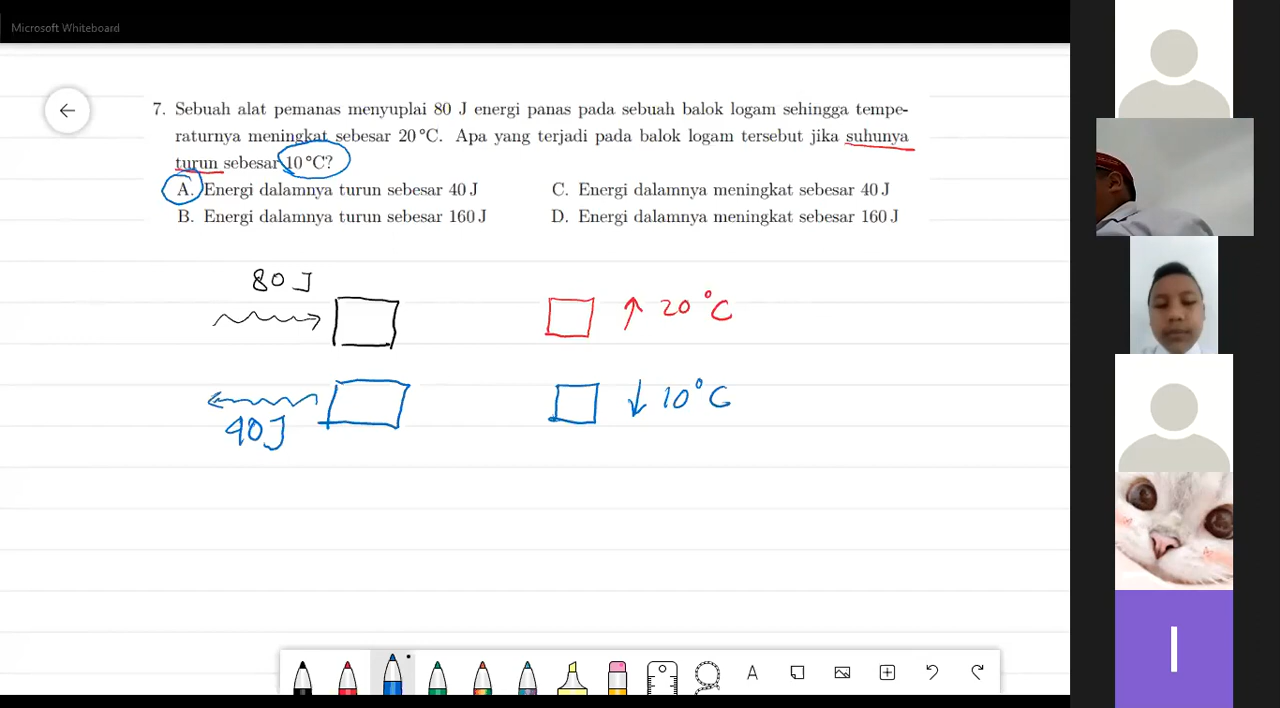 Microsoft Whiteboard
7. Sebuah alat pemanas menyuplai 80 J energi panas pada sebuah balok logam sehingga tempe-
raturnya meningkat sebesar 20 °C. Apa yang terjadi pada balok logam tersebut jika suhunya
turun sebesar 10 °C?
A. Energi dalamnya turun sebesar 40 J
C. Energi dalamnya meningkat sebesar 40 J
B. Energi dalamnya turun sebesar 160 J
D. Energi dalamnya meningkat sebesar 160 J
80 J
↑ 20 °C
↓ 10 °C
40 J
A
I